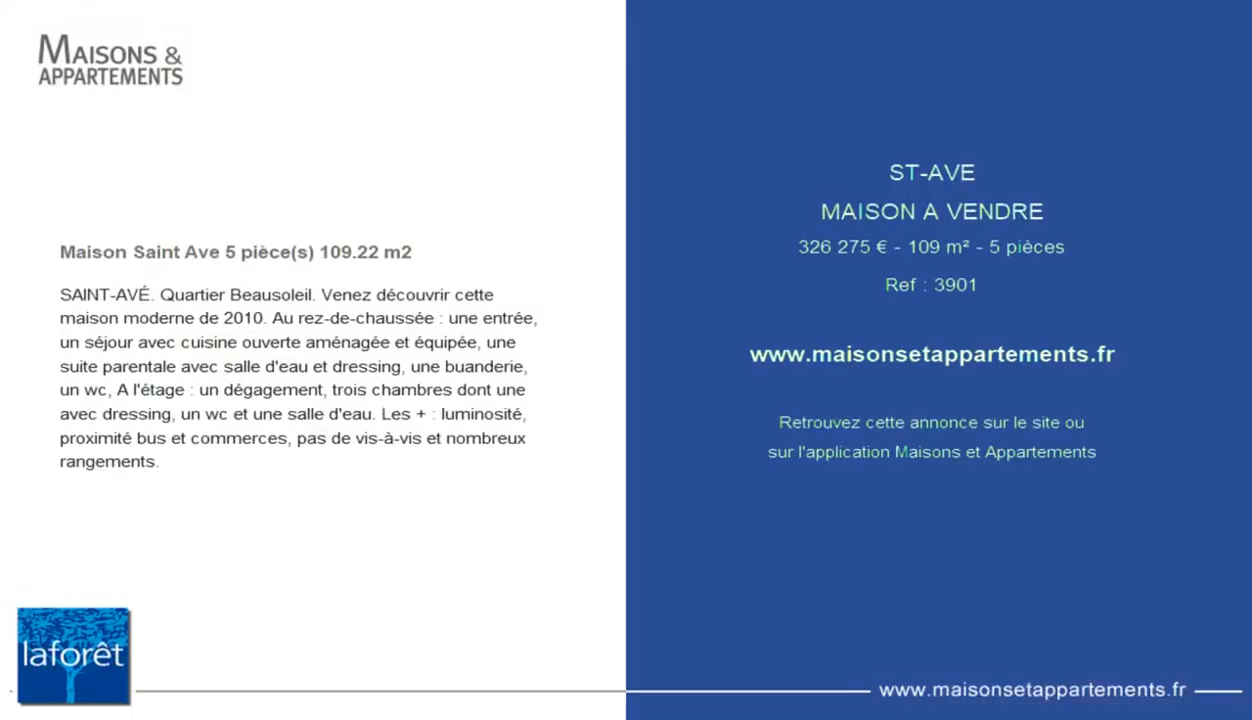 MAISONS &
APPARTEMENTS
Maison Saint Ave 5 pièce(s) 109.22 m2
SAINT-AVÉ. Quartier Beausoleil. Venez découvrir cette
maison moderne de 2010. Au rez-de-chaussée : une entrée,
un séjour avec cuisine ouverte aménagée et équipée, une
suite parentale avec salle d'eau et dressing, une buanderie,
un wc, A l'étage : un dégagement, trois chambres dont une
avec dressing, un wc et une salle d'eau. Les + : luminosité,
proximité bus et commerces, pas de vis-à-vis et nombreux
rangements.
laforêt
ST-AVE
MAISON A VENDRE
326 275 € - 109 m² - 5 pièces
Ref : 3901
www.maisonsetappartements.fr
Retrouvez cette annonce sur le site ou
sur l'application Maisons et Appartements
www.maisonsetappartements.fr